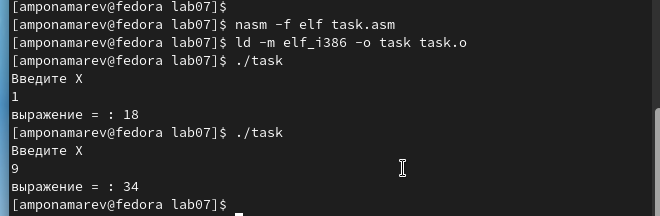 [amponamarev@fedora lab07]$
[amponamarev@fedora lab07]$ nasm -f elf task.asm
[amponamarev@fedora lab07]$ ld -m elf_i386 -o task task.o
[amponamarev@fedora lab07]$ ./task
Введите X
1
выражение = : 18
[amponamarev@fedora lab07]$ ./task
Введите X
9
выражение = : 34
[amponamarev@fedora lab07]$